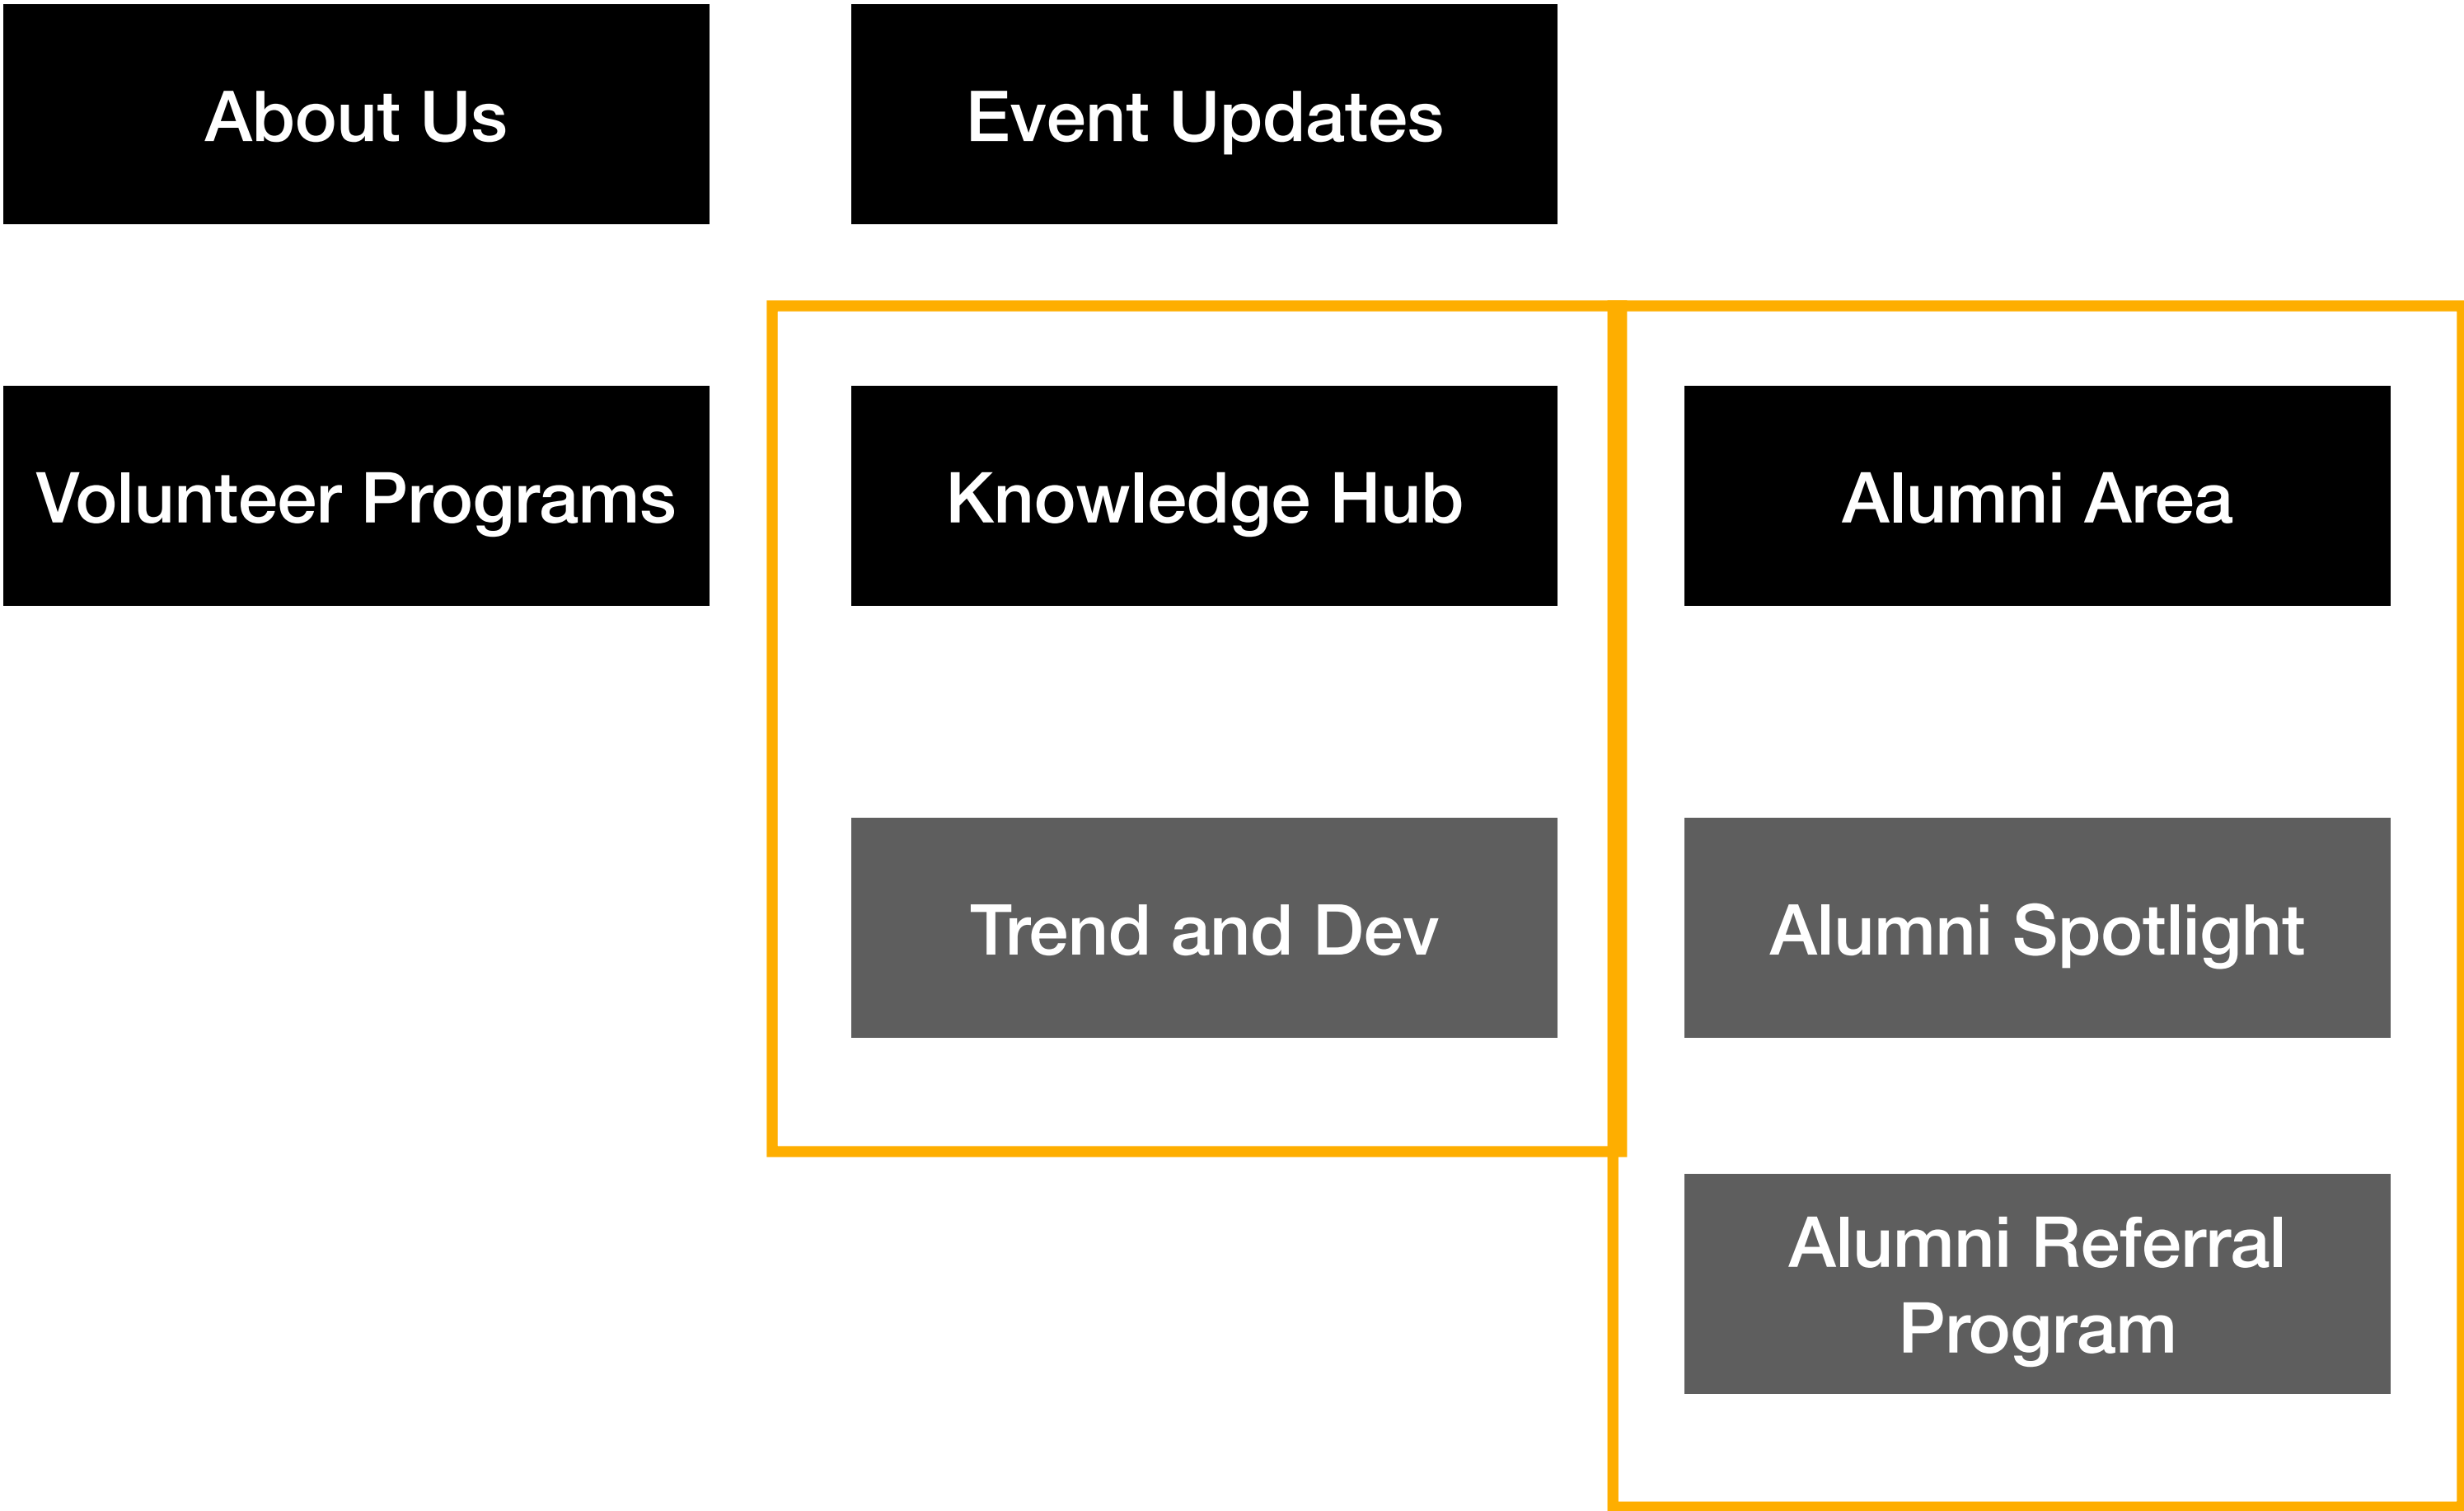 About Us
Event Updates
Volunteer Programs
Knowledge Hub
Alumni Area
Trend and Dev
Alumni Spotlight
Alumni Referral
Program